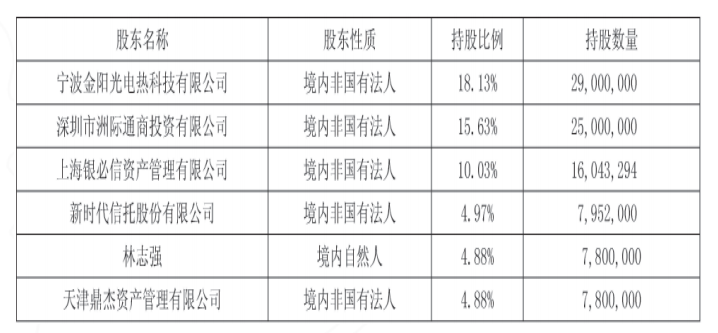 股东名称 股东性质 持股比例 持股数量
宁波金阳光电热科技有限公司 境内非国有法人 18.13% 29,000,000
深圳市洲际通商投资有限公司 境内非国有法人 15.63% 25,000,000
上海银必信资产管理有限公司 境内非国有法人 10.03% 16,043,294
新时代信托股份有限公司 境内非国有法人 4.97% 7,952,000
林志强 境内自然人 4.88% 7,800,000
天津鼎杰资产管理有限公司 境内非国有法人 4.88% 7,800,000